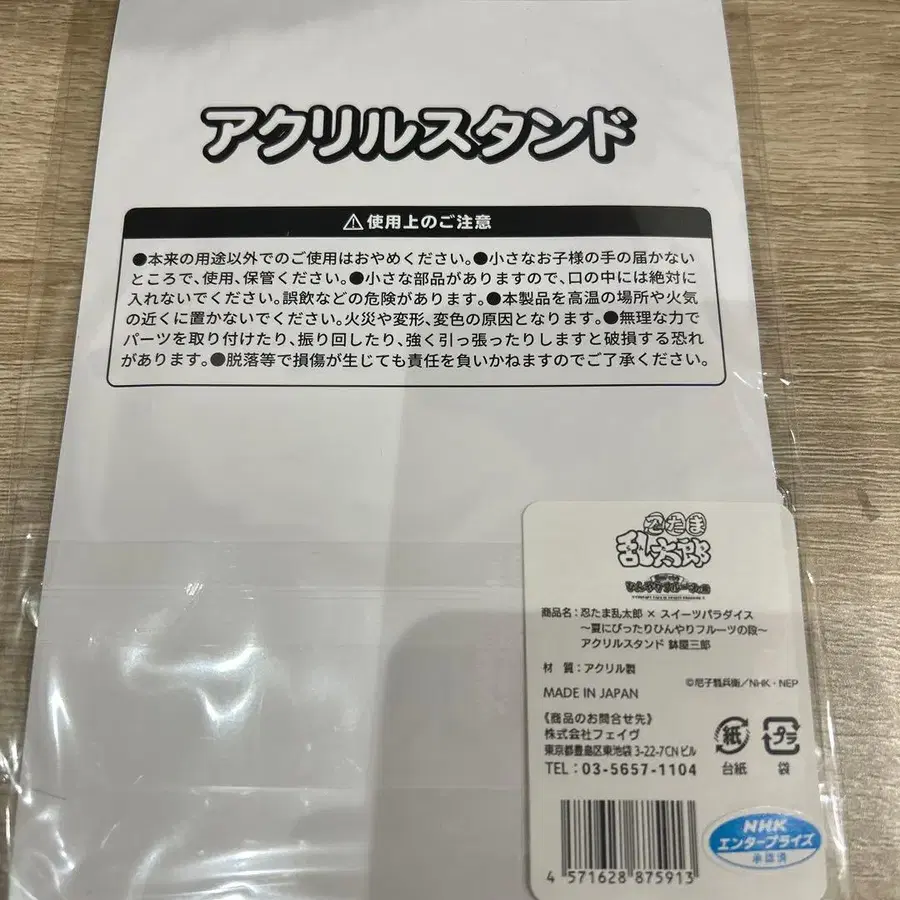 アクリルスタンド
⚠使用上のご注意
●本来の用途以外でのご使用はおやめください。●小さなお子様の手の届かない
ところで、使用、保管ください。●小さな部品がありますので、口の中には絶対に
入れないでください。誤飲などの危険があります。●本製品を高温の場所や火気
の近くに置かないでください。火災や変形、変色の原因となります。●無理な力で
パーツを取り付けたり、振り回したり、強く引っ張ったりしますと破損する恐れ
があります。●脱落等で損傷が生じても責任を負いかねますのでご了承ください。
忍たま
乱太郎
商品名:忍たま乱太郎 × スイーツパラダイス
〜夏にぴったりひんやりフルーツの段〜
アクリルスタンド 鉢屋三郎
材 質:アクリル製
©尼子騒兵衛/NHK・NEP
MADE IN JAPAN
《商品のお問合せ先》
株式会社フェイヴ
東京都豊島区東池袋 3-22-7CN ビル
TEL:03-5657-1104
紙
台紙
プラ
袋
4 571628 875913
NHK
エンタープライズ
承認済